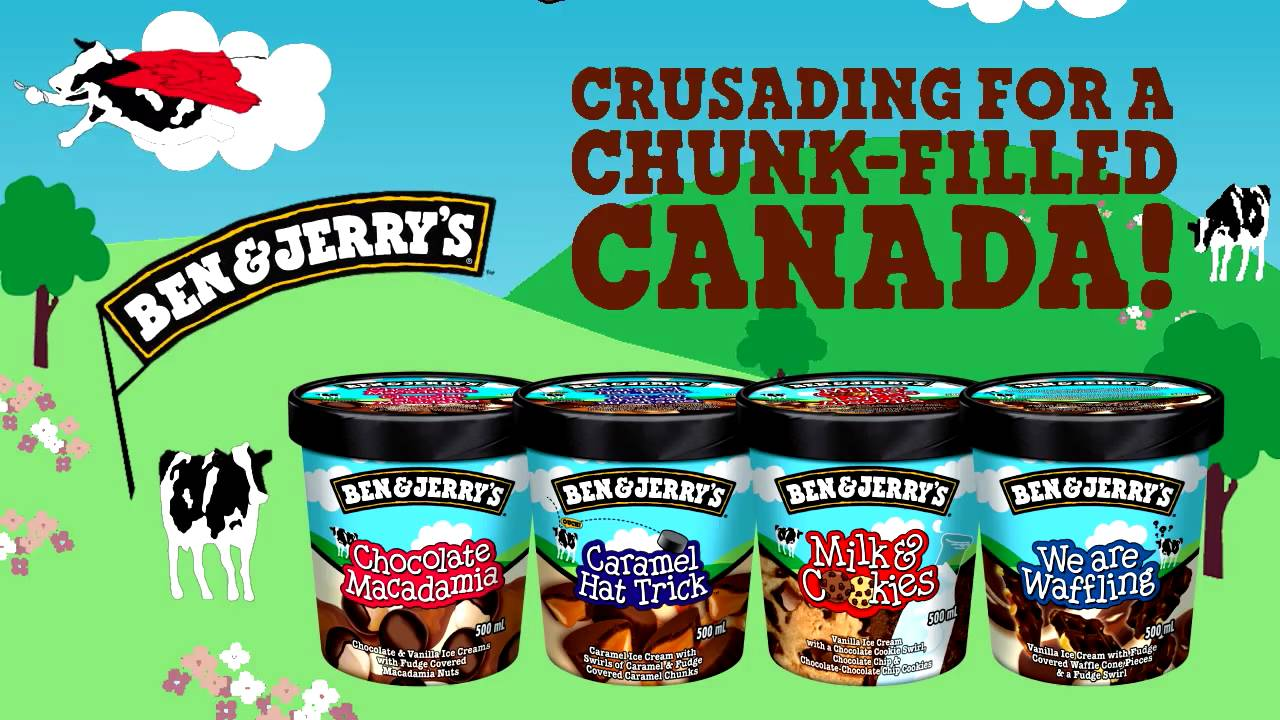 CRUSADING FOR A
CHUNK-FILLED
CANADA!
BEN & JERRY'S ®
BEN & JERRY'S
Chocolate
Macadamia
500 mL
Chocolate & Vanilla Ice Creams
with Fudge Covered
Macadamia Nuts
BEN & JERRY'S
OUCH!
Caramel
Hat Trick
500 mL
Caramel Ice Cream with
Swirls of Caramel & Fudge
Covered Caramel Chunks
BEN & JERRY'S
Milk &
Cookies
500 mL
Vanilla Ice Cream
with a Chocolate Cookie Swirl,
Chocolate Chip &
Chocolate-Chocolate Chip Cookies
BEN & JERRY'S
???
We are
Waffling
500 mL
Vanilla Ice Cream with Fudge
Covered Waffle Cone Pieces
& a Fudge Swirl